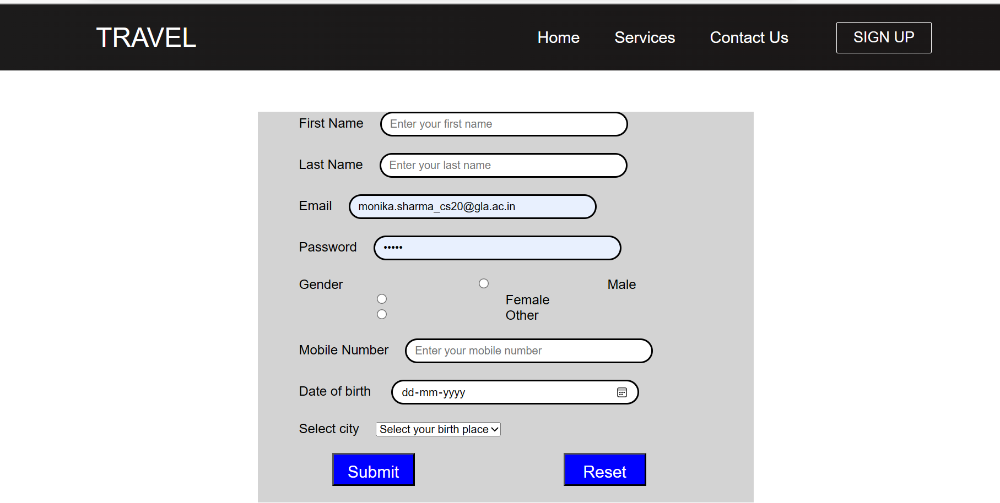 TRAVEL Home Services Contact Us SIGN UP
First Name Enter your first name
Last Name Enter your last name
Email monika.sharma_cs20@gla.ac.in
Password •••••
Gender Male
Female
Other
Mobile Number Enter your mobile number
Date of birth dd-mm-yyyy
Select city Select your birth place
Submit Reset